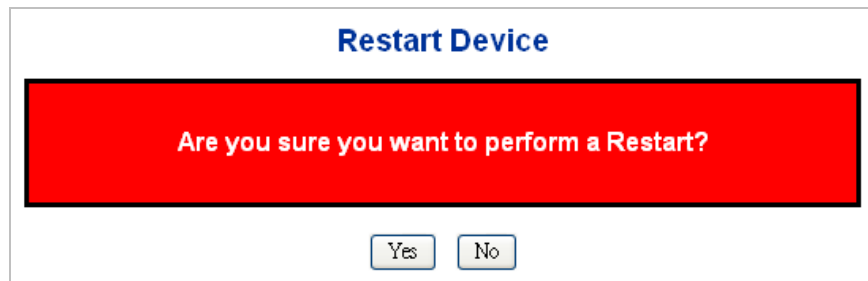 Restart Device
Are you sure you want to perform a Restart?
Yes No